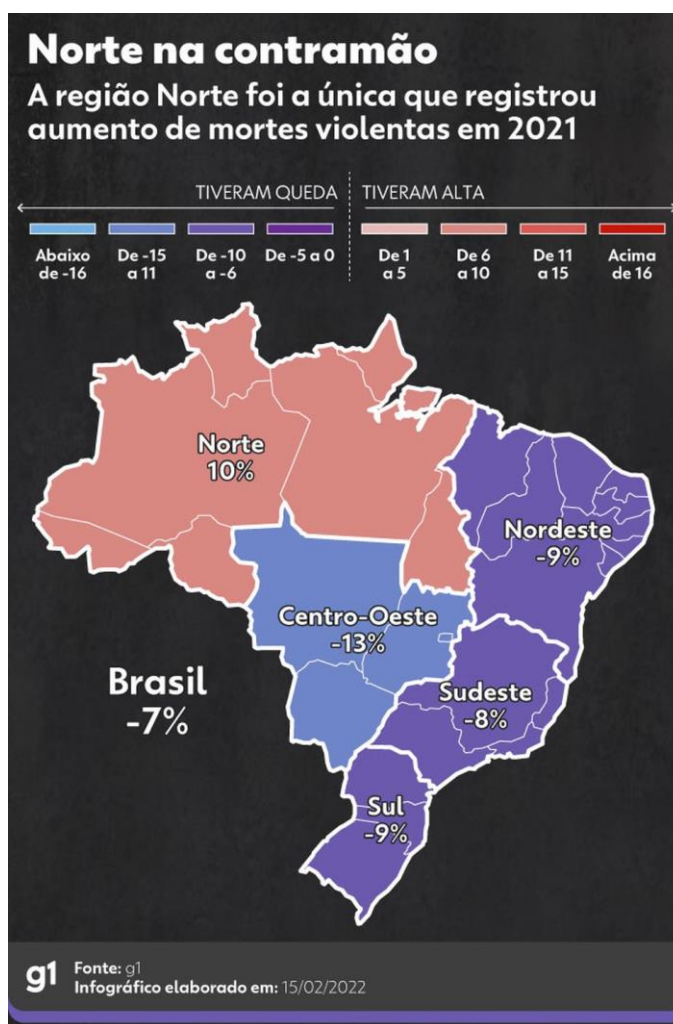 Norte na contramão
A região Norte foi a única que registrou
aumento de mortes violentas em 2021
TIVERAM QUEDA
TIVERAM ALTA
Abaixo
de -16
De -15
a 11
De -10
a -6
De -5 a 0
De 1
a 5
De 6
a 10
De 11
a 15
Acima
de 16
Norte
10%
Nordeste
-9%
Centro-Oeste
-13%
Brasil
-7%
Sudeste
-8%
Sul
-9%
g1
Fonte: g1
Infográfico elaborado em: 15/02/2022